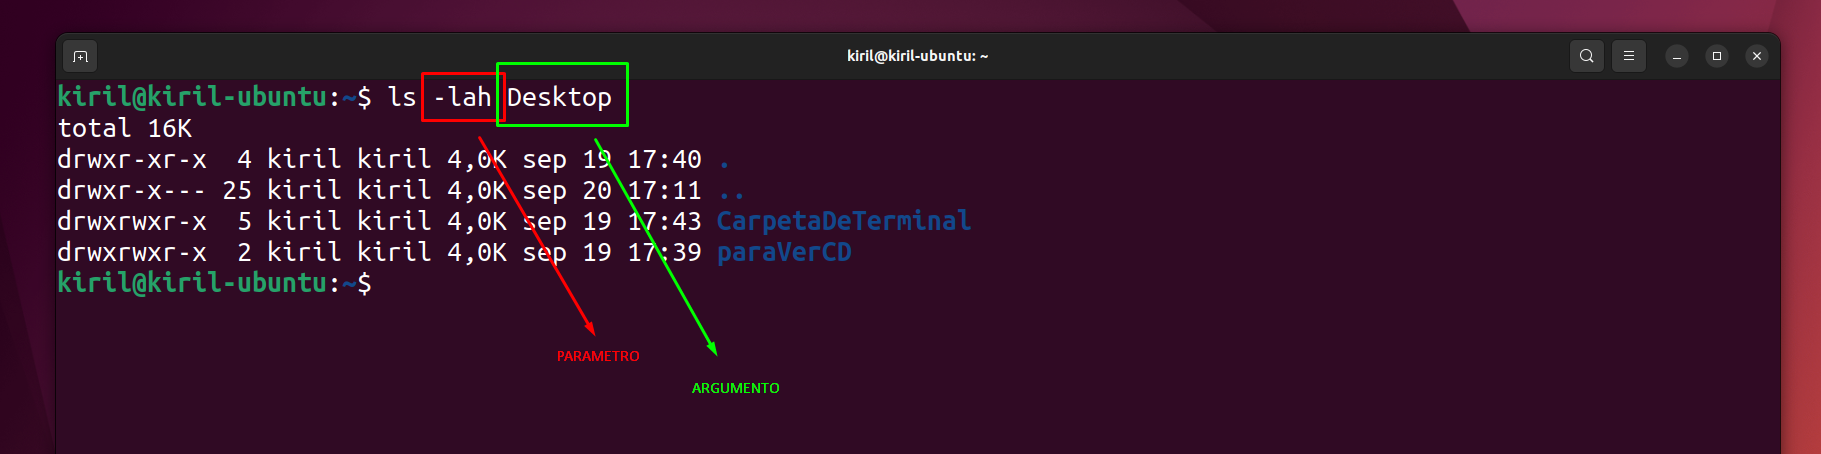 kiril@kiril-ubuntu: ~
kiril@kiril-ubuntu:~$ ls -lah Desktop
total 16K
drwxr-xr-x  4 kiril kiril 4,0K sep 19 17:40 .
drwxr-x--- 25 kiril kiril 4,0K sep 20 17:11 ..
drwxrwxr-x  5 kiril kiril 4,0K sep 19 17:43 CarpetaDeTerminal
drwxrwxr-x  2 kiril kiril 4,0K sep 19 17:39 paraVerCD
kiril@kiril-ubuntu:~$
PARAMETRO
ARGUMENTO